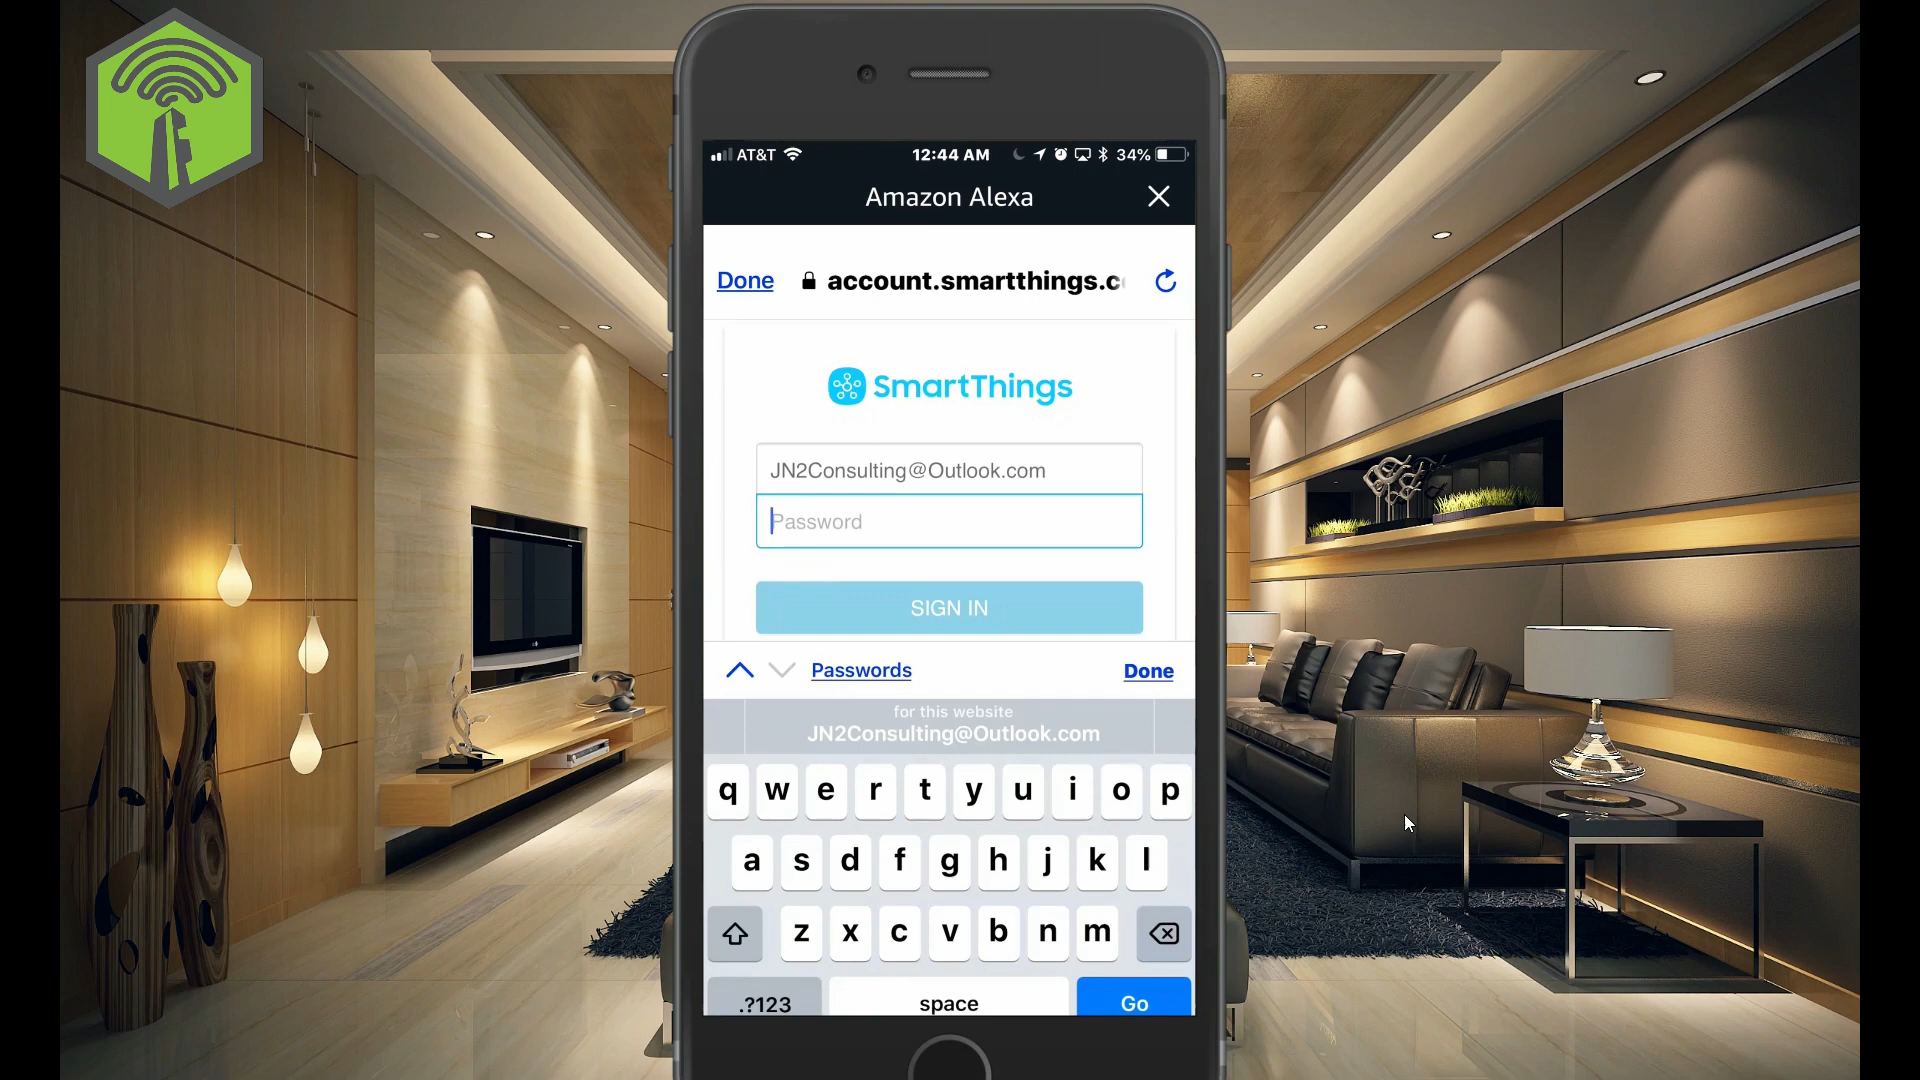 AT&T
12:44 AM
34%
Amazon Alexa
Done
account.smartthings.c
SmartThings
JN2Consulting@Outlook.com
Password
SIGN IN
Passwords
Done
for this website
JN2Consulting@Outlook.com
q w e r t y u i o p
a s d f g h j k l
z x c v b n m
.?123
space
Go